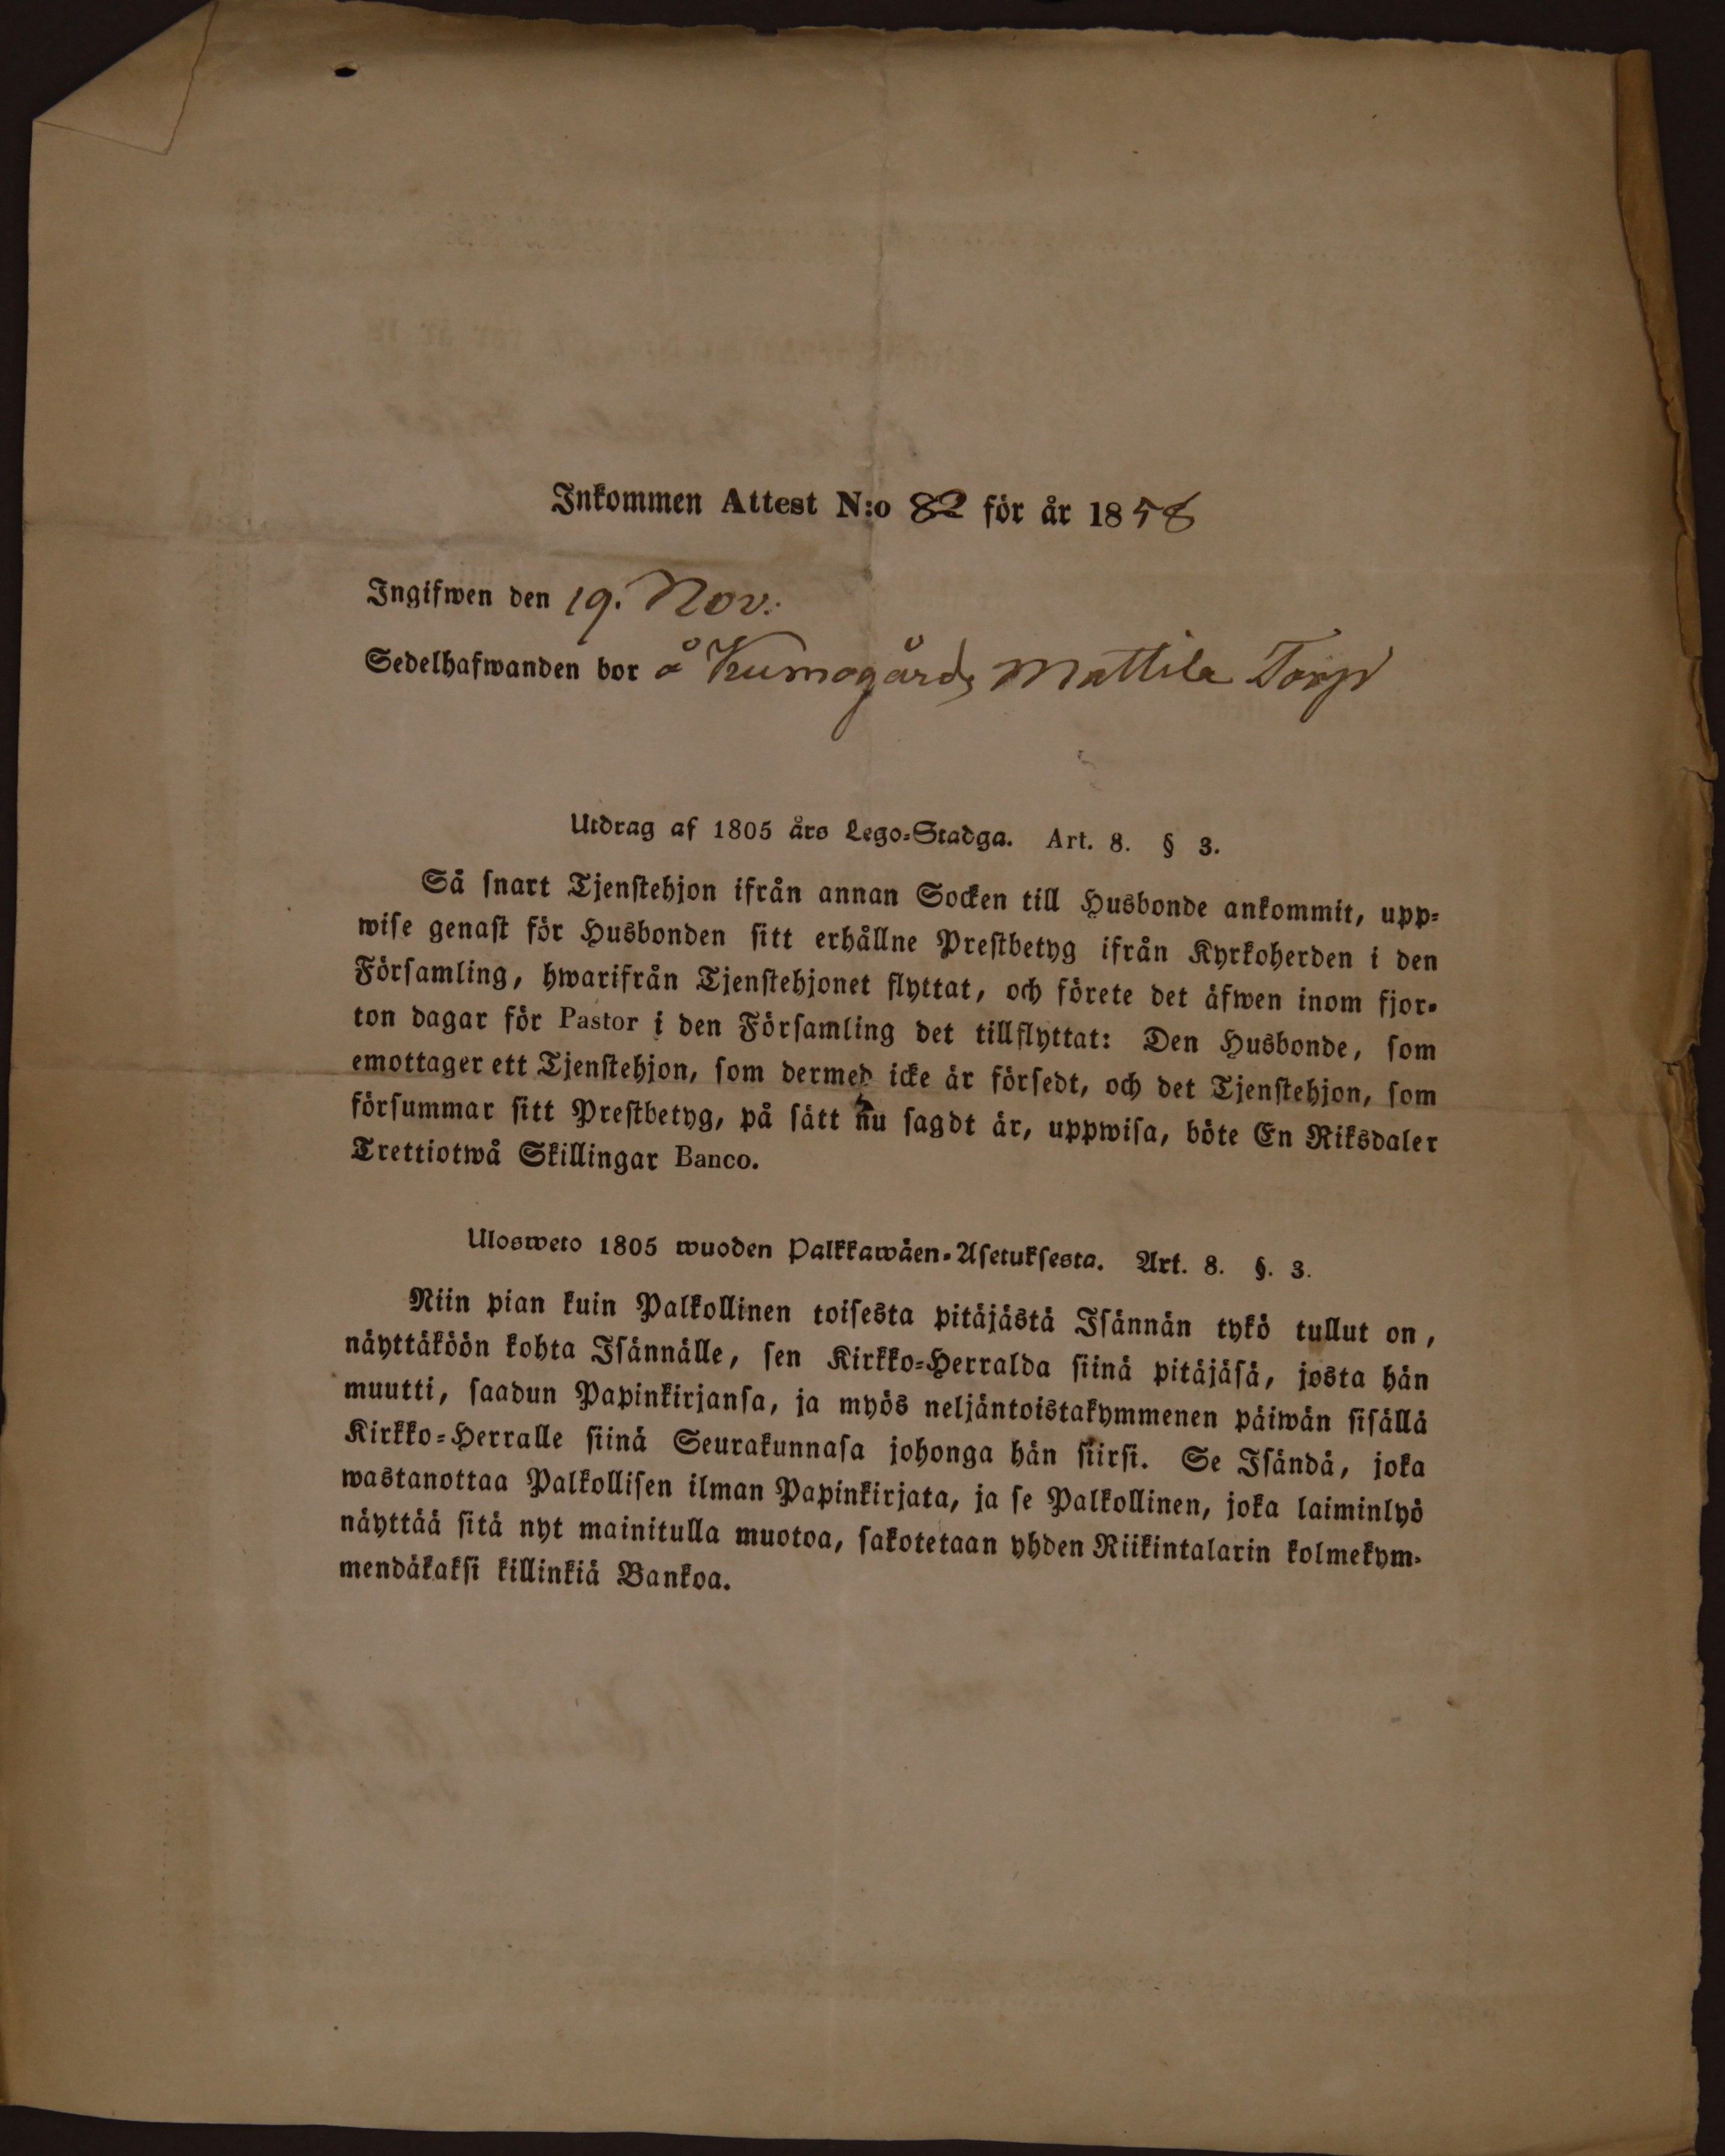 Inkommen Attest N:o 82 för år 1858
Ingifwen den 19. Nov.
Sedelhafwanden bor å Kumogårds Mattila Torp
Utdrag af 1805 års Lego-Stadga. Art. 8. § 3.
Så snart Tjenstehjon ifrån annan Socken till Husbonde ankommit, upp-
wise genast för Husbonden sitt erhållne Prestbetyg ifrån Kyrkoherden i den
Församling, hwarifrån Tjenstehjonet flyttat, och förete det äfwen inom fjor-
ton dagar för Pastor i den Församling det tillflyttat: Den Husbonde, som
emottager ett Tjenstehjon, som dermed icke är försedt, och det Tjenstehjon, som
försummar sitt Prestbetyg, på sätt nu sagdt är, uppwisa, böte En Riksdaler
Trettiotwå Skillingar Banco.
Ulosweto 1805 wuoden Palkkawäen-Asetuksesta. Art. 8. §. 3.
Niin pian kuin Palkollinen toisesta pitäjästä Isännän tykö tullut on,
näyttäköön kohta Isännälle, sen Kirkko-Herralda siinä pitäjäsä, josta hän
muutti, saadun Papinkirjansa, ja myös neljäntoistakymmenen päiwän sisällä
Kirkko-Herralle siinä Seurakunnasa johonga hän siirsi. Se Isändä, joka
wastanottaa Palkollisen ilman Papinkirjata, ja se Palkollinen, joka laiminlyö
näyttää sitä nyt mainitulla muotoa, sakotetaan yhden Riikintalarin kolmekym-
mendäkaksi killinkiä Bankoa.